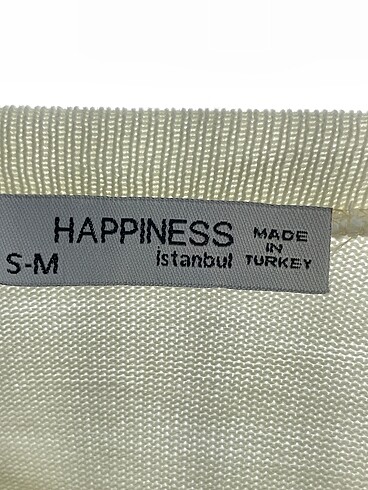 HAPPINESS
istanbul
MADE
IN
TURKEY
S-M